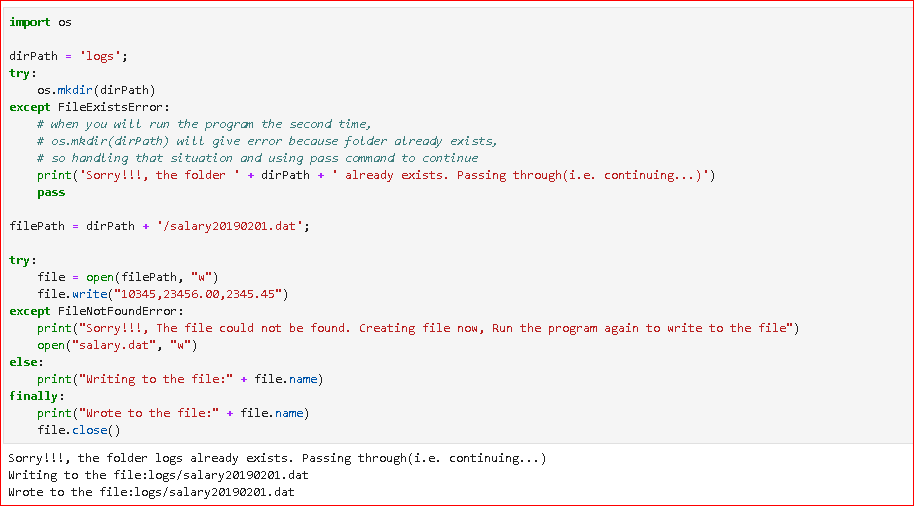 import os

dirPath = 'logs';
try:
    os.mkdir(dirPath)
except FileExistsError:
    # when you will run the program the second time,
    # os.mkdir(dirPath) will give error because folder already exists,
    # so handling that situation and using pass command to continue
    print('Sorry!!!, the folder ' + dirPath + ' already exists. Passing through(i.e. continuing...)')
    pass

filePath = dirPath + '/salary20190201.dat';

try:
    file = open(filePath, "w")
    file.write("10345,23456.00,2345.45")
except FileNotFoundError:
    print("Sorry!!!, The file could not be found. Creating file now, Run the program again to write to the file")
    open("salary.dat", "w")
else:
    print("Writing to the file:" + file.name)
finally:
    print("Wrote to the file:" + file.name)
    file.close()
Sorry!!!, the folder logs already exists. Passing through(i.e. continuing...)
Writing to the file:logs/salary20190201.dat
Wrote to the file:logs/salary20190201.dat